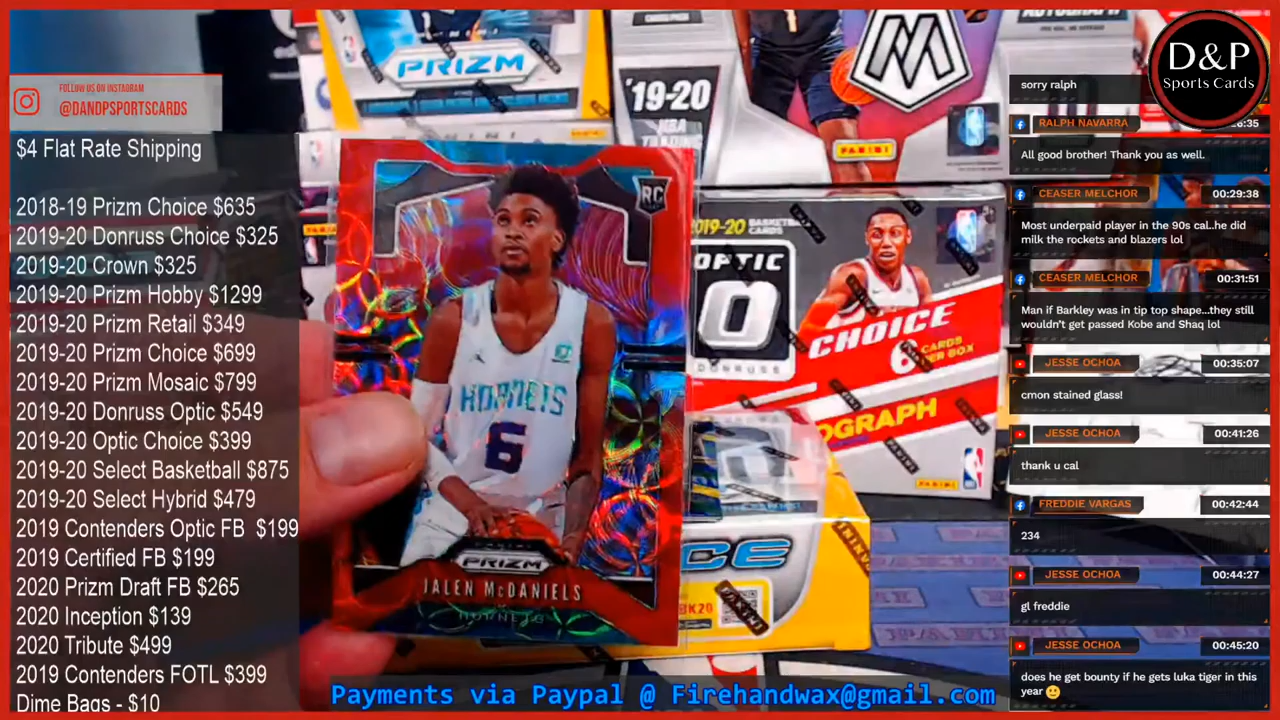 FOLLOW US ON INSTAGRAM
@DANDPSPORTSCARDS
$4 Flat Rate Shipping
2018-19 Prizm Choice $635
2019-20 Donruss Choice $325
2019-20 Crown $325
2019-20 Prizm Hobby $1299
2019-20 Prizm Retail $349
2019-20 Prizm Choice $699
2019-20 Prizm Mosaic $799
2019-20 Donruss Optic $549
2019-20 Optic Choice $399
2019-20 Select Basketball $875
2019-20 Select Hybrid $479
2019 Contenders Optic FB $199
2019 Certified FB $199
2020 Prizm Draft FB $265
2020 Inception $139
2020 Tribute $499
2019 Contenders FOTL $399
Dime Bags - $10
PRIZM
'19-20
NBA
TRADING
AUTOGRAPH
PANINI
RC
HORNETS
6
PRIZM
JALEN McDANIELS
HORNETS
2019-20 BASKETBALL
CARDS
OPTIC
DONRUSS
CHOICE
6 CARDS
PER BOX
OGRAPH
PANINI
CE
Payments via Paypal @ Firehandwax@gmail.com
D&P
Sports Cards
sorry ralph
RALPH NAVARRA
All good brother! Thank you as well.
CEASER MELCHOR 00:29:38
Most underpaid player in the 90s cal..he did
milk the rockets and blazers lol
CEASER MELCHOR 00:31:51
Man if Barkley was in tip top shape...they still
wouldn't get passed Kobe and Shaq lol
JESSE OCHOA 00:35:07
cmon stained glass!
JESSE OCHOA 00:41:26
thank u cal
FREDDIE VARGAS 00:42:44
234
JESSE OCHOA 00:44:27
gl freddie
JESSE OCHOA 00:45:20
does he get bounty if he gets luka tiger in this
year 🙂